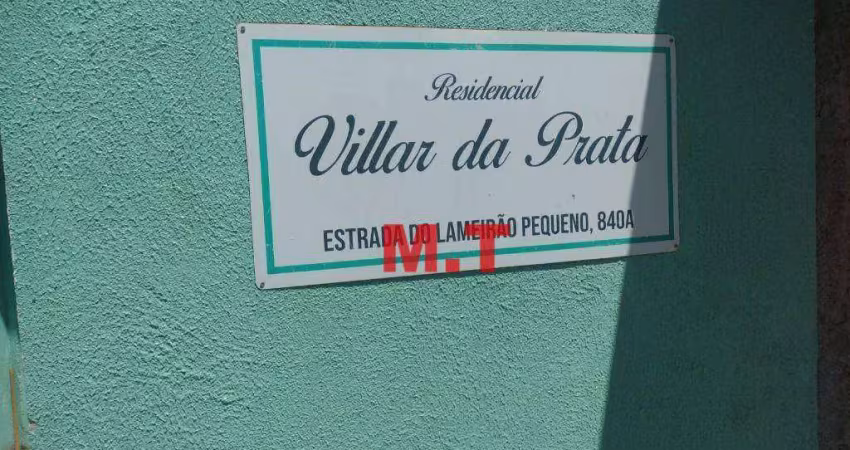 Residencial
Villar da Prata
ESTRADA DO LAMEIRÃO PEQUENO, 840A
M.T